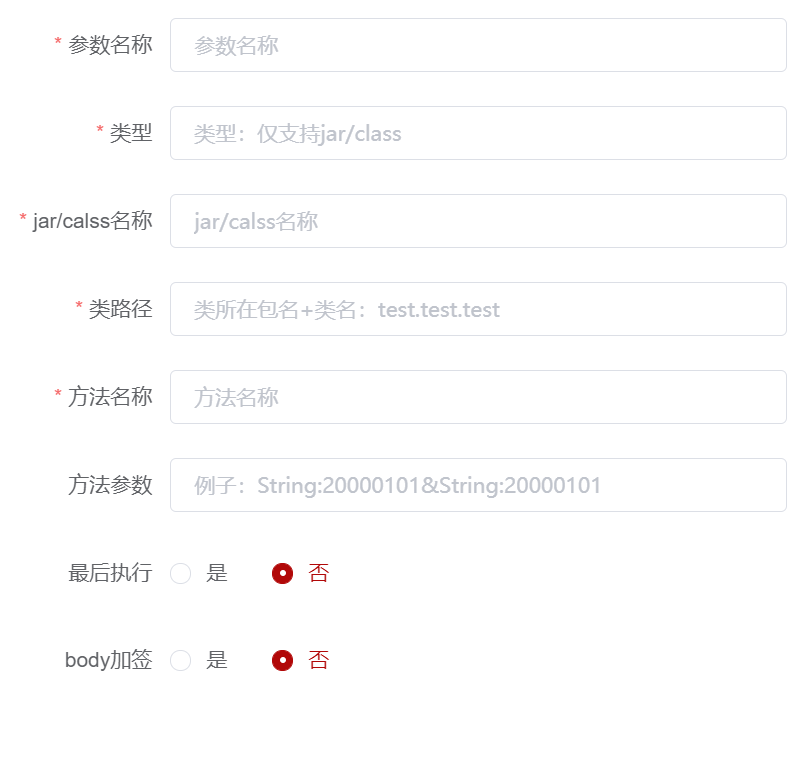 * 参数名称 参数名称
* 类型 类型：仅支持jar/class
* jar/calss名称 jar/calss名称
* 类路径 类所在包名+类名：test.test.test
* 方法名称 方法名称
方法参数 例子：String:20000101&String:20000101
最后执行 是 否
body加签 是 否